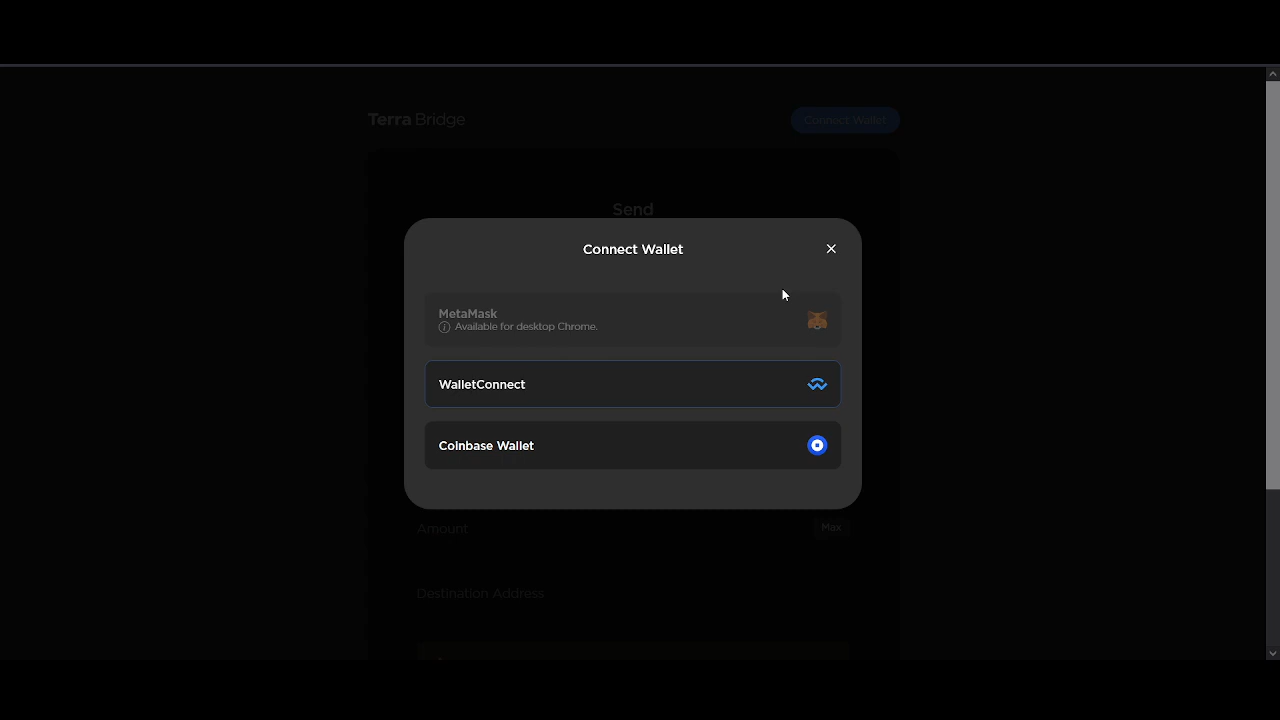 Terra Bridge
Connect Wallet
Send
Connect Wallet
MetaMask
Available for desktop Chrome.
WalletConnect
Coinbase Wallet
Amount
Max
Destination Address